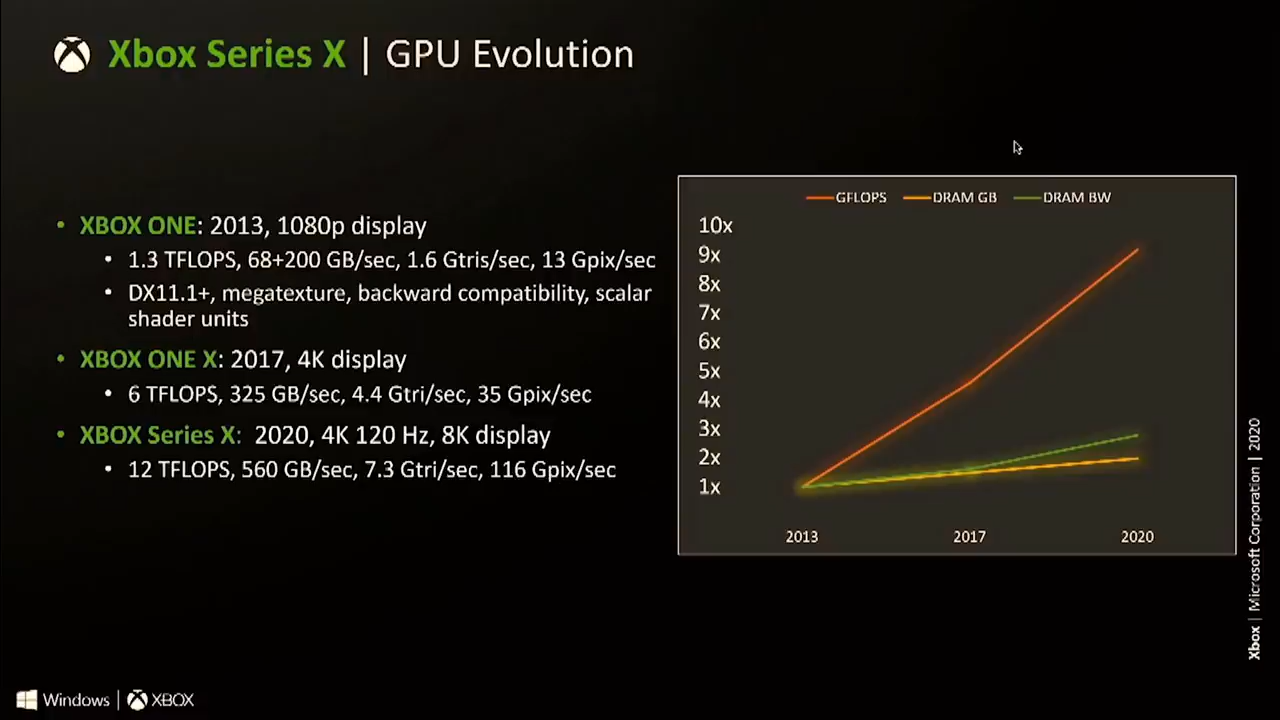 Xbox Series X | GPU Evolution
• XBOX ONE: 2013, 1080p display
• 1.3 TFLOPS, 68+200 GB/sec, 1.6 Gtris/sec, 13 Gpix/sec
• DX11.1+, megatexture, backward compatibility, scalar
shader units
• XBOX ONE X: 2017, 4K display
• 6 TFLOPS, 325 GB/sec, 4.4 Gtri/sec, 35 Gpix/sec
• XBOX Series X: 2020, 4K 120 Hz, 8K display
• 12 TFLOPS, 560 GB/sec, 7.3 Gtri/sec, 116 Gpix/sec
GFLOPS DRAM GB DRAM BW
10x
9x
8x
7x
6x
5x
4x
3x
2x
1x
2013 2017 2020
Xbox | Microsoft Corporation | 2020
Windows | XBOX